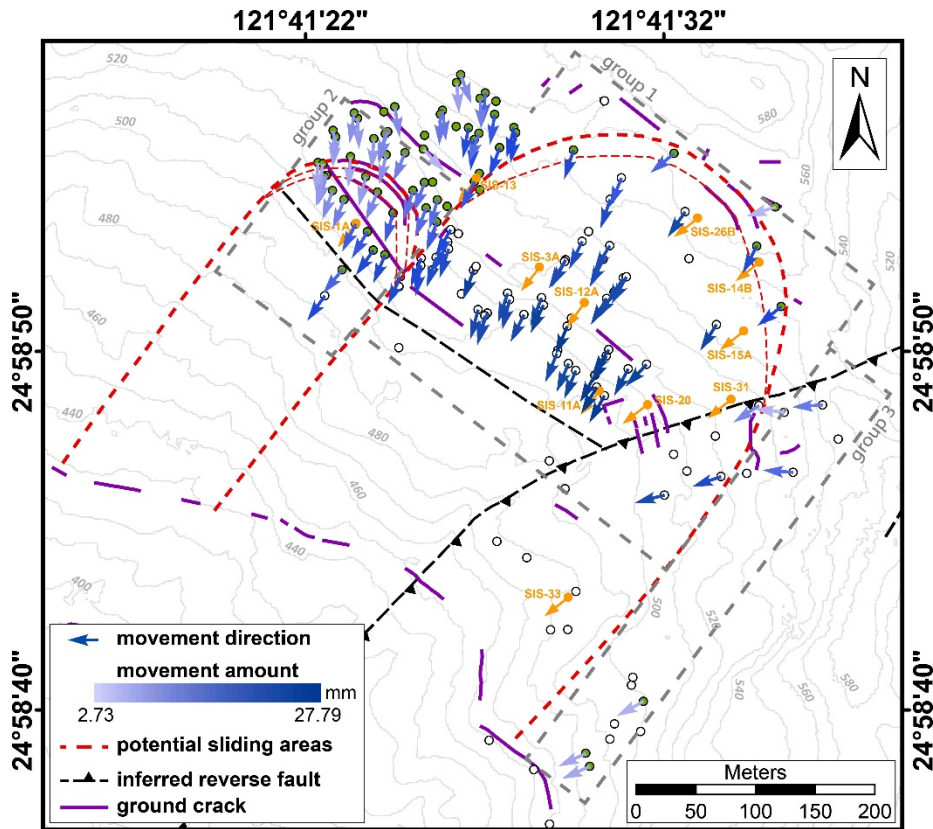 121°41'22"
121°41'32"
520
group 1
N
580
group 2
500
560
SIS-13
480
540
520
SIS-1A
SIS-26B
SIS-3A
SIS-14B
SIS-12A
24°58'50"
24°58'50"
460
SIS-15A
SIS-11A
SIS-20
SIS-31
440
group 3
480
460
440
400
SIS-33
500
520
movement direction
movement amount
mm
2.73
27.79
540
560
580
24°58'40"
24°58'40"
potential sliding areas
inferred reverse fault
ground crack
Meters
0
50
100
150
200